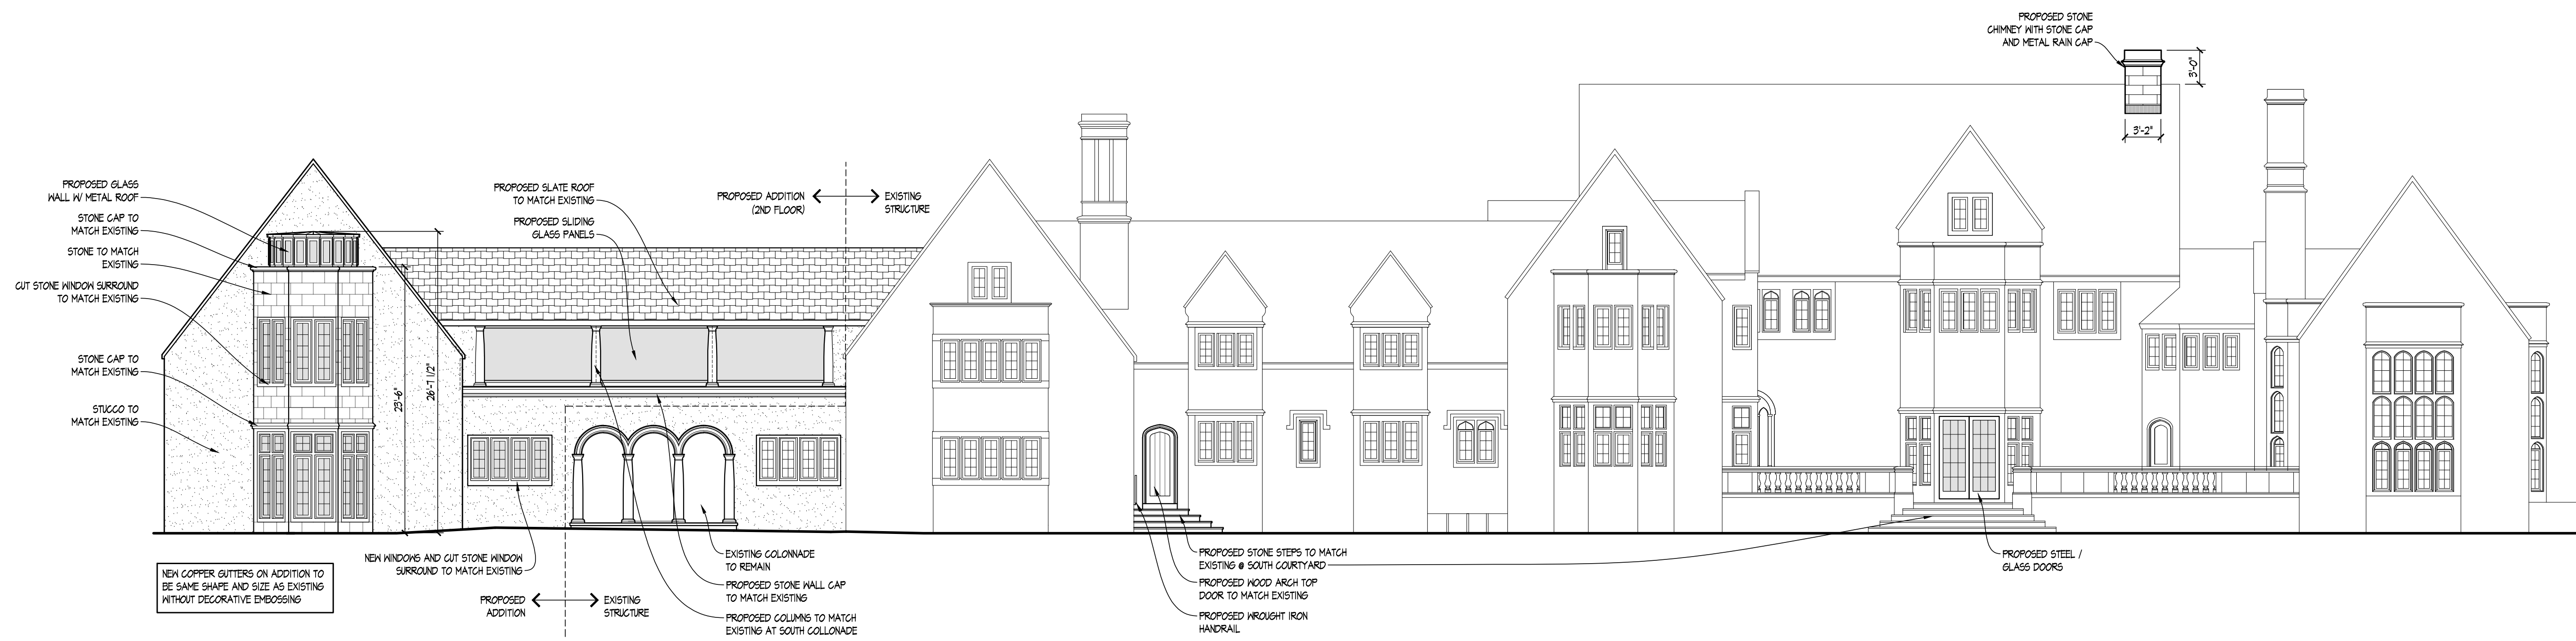 PROPOSED STONE
CHIMNEY WITH STONE CAP
AND METAL RAIN CAP
3'-0"
3'-2"
PROPOSED GLASS
WALL W/ METAL ROOF
STONE CAP TO
MATCH EXISTING
STONE TO MATCH
EXISTING
CUT STONE WINDOW SURROUND
TO MATCH EXISTING
STONE CAP TO
MATCH EXISTING
STUCCO TO
MATCH EXISTING
23'-6"
26'-7 1/2"
PROPOSED SLATE ROOF
TO MATCH EXISTING
PROPOSED SLIDING
GLASS PANELS
PROPOSED ADDITION
(2ND FLOOR)
EXISTING
STRUCTURE
NEW COPPER GUTTERS ON ADDITION TO
BE SAME SHAPE AND SIZE AS EXISTING
WITHOUT DECORATIVE EMBOSSING
NEW WINDOWS AND CUT STONE WINDOW
SURROUND TO MATCH EXISTING
PROPOSED
ADDITION
EXISTING
STRUCTURE
EXISTING COLONNADE
TO REMAIN
PROPOSED STONE WALL CAP
TO MATCH EXISTING
PROPOSED COLUMNS TO MATCH
EXISTING AT SOUTH COLLONADE
PROPOSED STONE STEPS TO MATCH
EXISTING @ SOUTH COURTYARD
PROPOSED WOOD ARCH TOP
DOOR TO MATCH EXISTING
PROPOSED WROUGHT IRON
HANDRAIL
PROPOSED STEEL /
GLASS DOORS